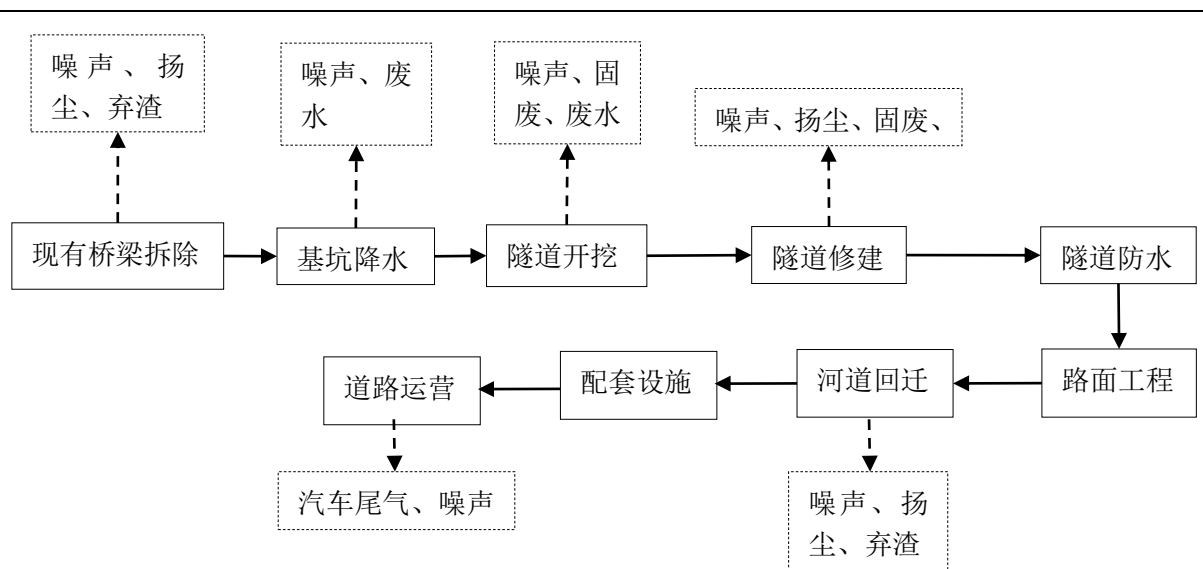 噪声、扬
尘、弃渣
噪声、废
水
噪声、固
废、废水
噪声、扬尘、固废、
现有桥梁拆除
基坑降水
隧道开挖
隧道修建
隧道防水
道路运营
配套设施
河道回迁
路面工程
汽车尾气、噪声
噪声、扬
尘、弃渣